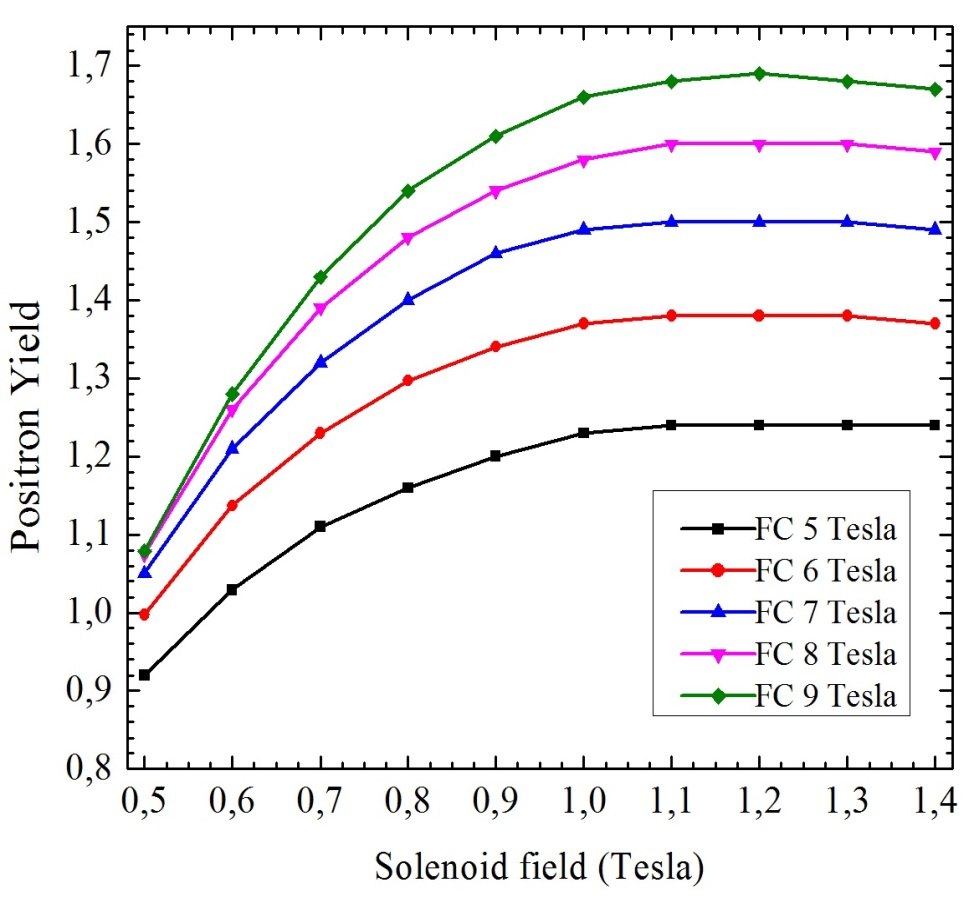 Positron Yield
1,7
1,6
1,5
1,4
1,3
1,2
1,1
1,0
0,9
0,8
FC 5 Tesla
FC 6 Tesla
FC 7 Tesla
FC 8 Tesla
FC 9 Tesla
0,5 0,6 0,7 0,8 0,9 1,0 1,1 1,2 1,3 1,4
Solenoid field (Tesla)